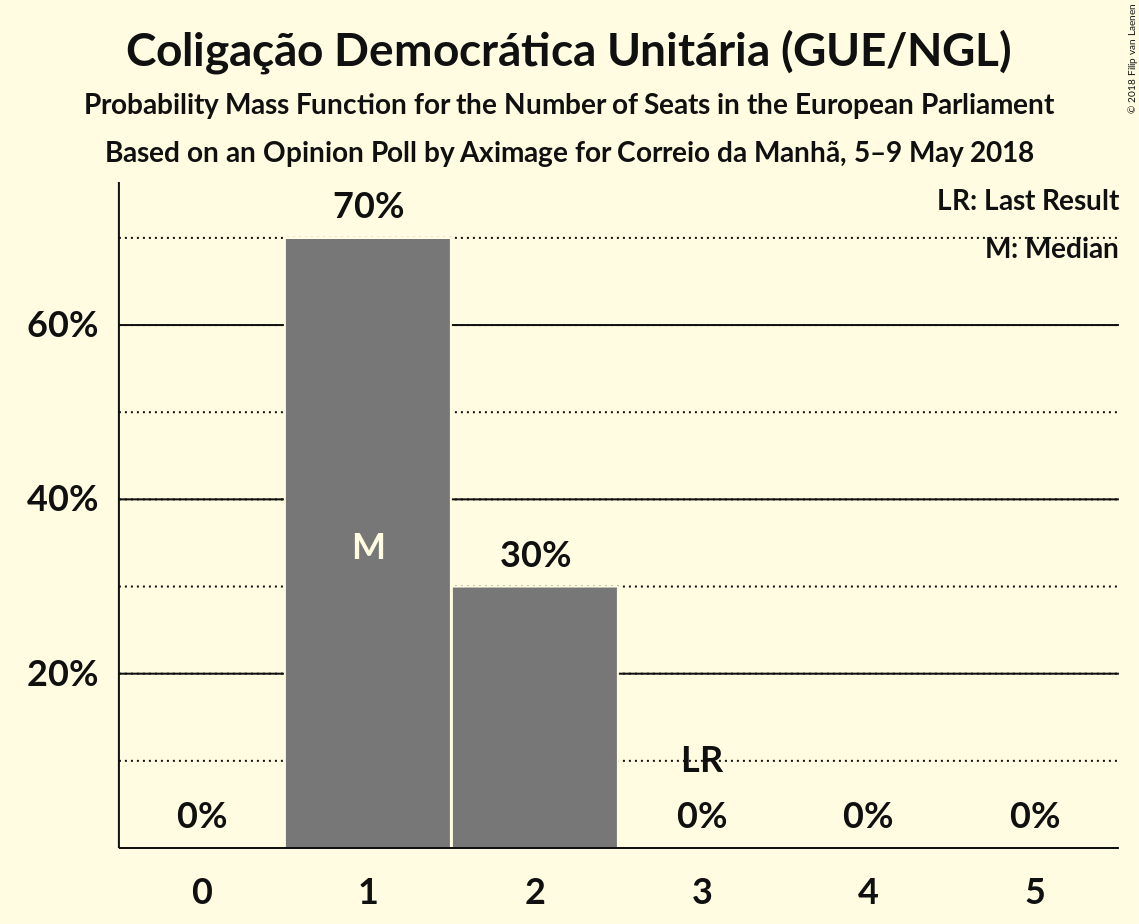 Coligação Democrática Unitária (GUE/NGL)
Probability Mass Function for the Number of Seats in the European Parliament
Based on an Opinion Poll by Aximage for Correio da Manhã, 5–9 May 2018
© 2018 Filip van Laenen
LR: Last Result
M: Median
70%
60%
40%
M
30%
20%
LR
0%
0%
0%
0%
0 1 2 3 4 5